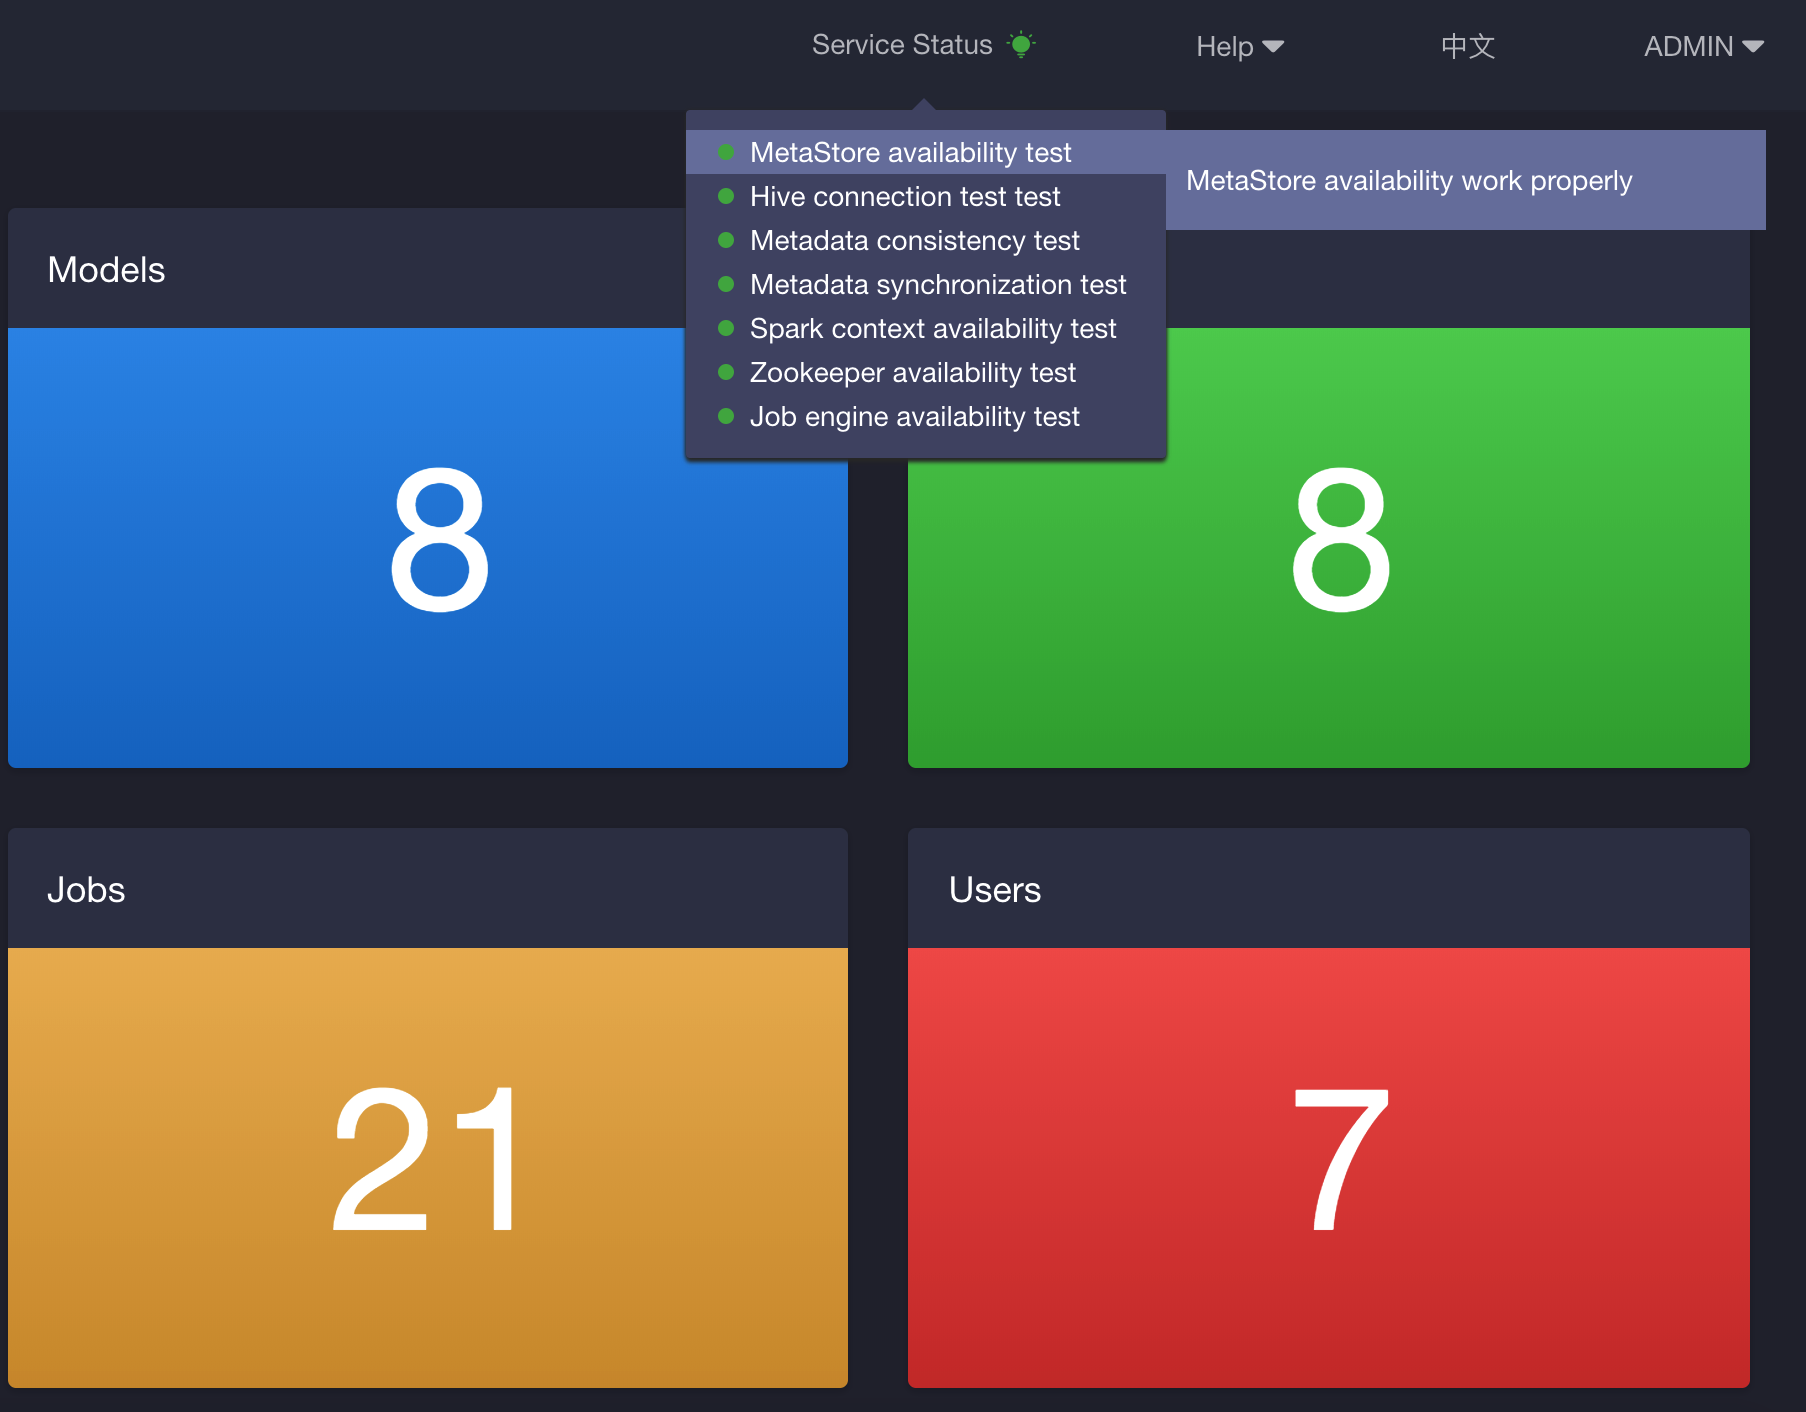 Service Status
Help
中文
ADMIN
MetaStore availability test
MetaStore availability work properly
Hive connection test test
Metadata consistency test
Metadata synchronization test
Spark context availability test
Zookeeper availability test
Job engine availability test
Models
8
8
Jobs
Users
21
7